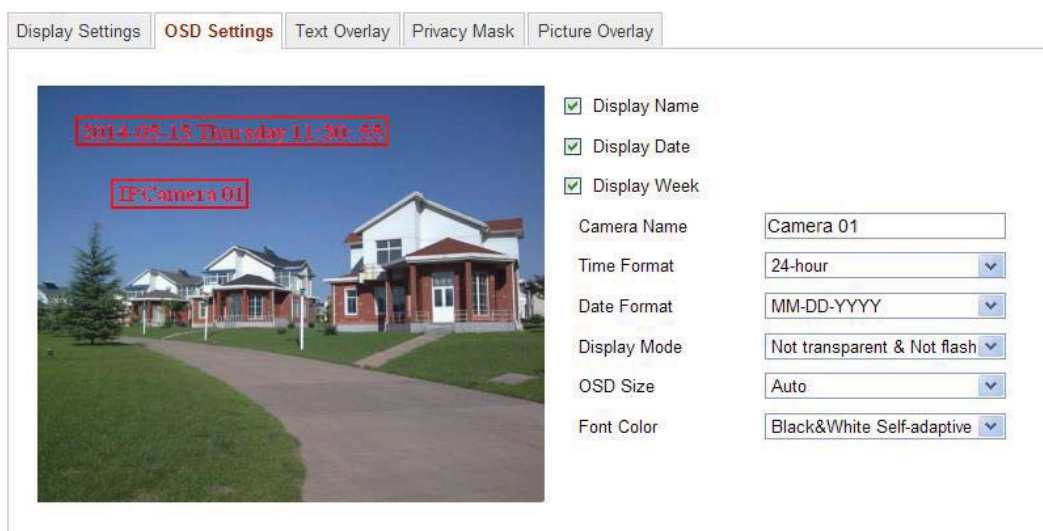 Display Settings OSD Settings Text Overlay Privacy Mask Picture Overlay
2014-05-15 Thursday 11:30: 55
IPCamera 01
Display Name
Display Date
Display Week
Camera Name Camera 01
Time Format 24-hour
Date Format MM-DD-YYYY
Display Mode Not transparent & Not flash
OSD Size Auto
Font Color Black&White Self-adaptive